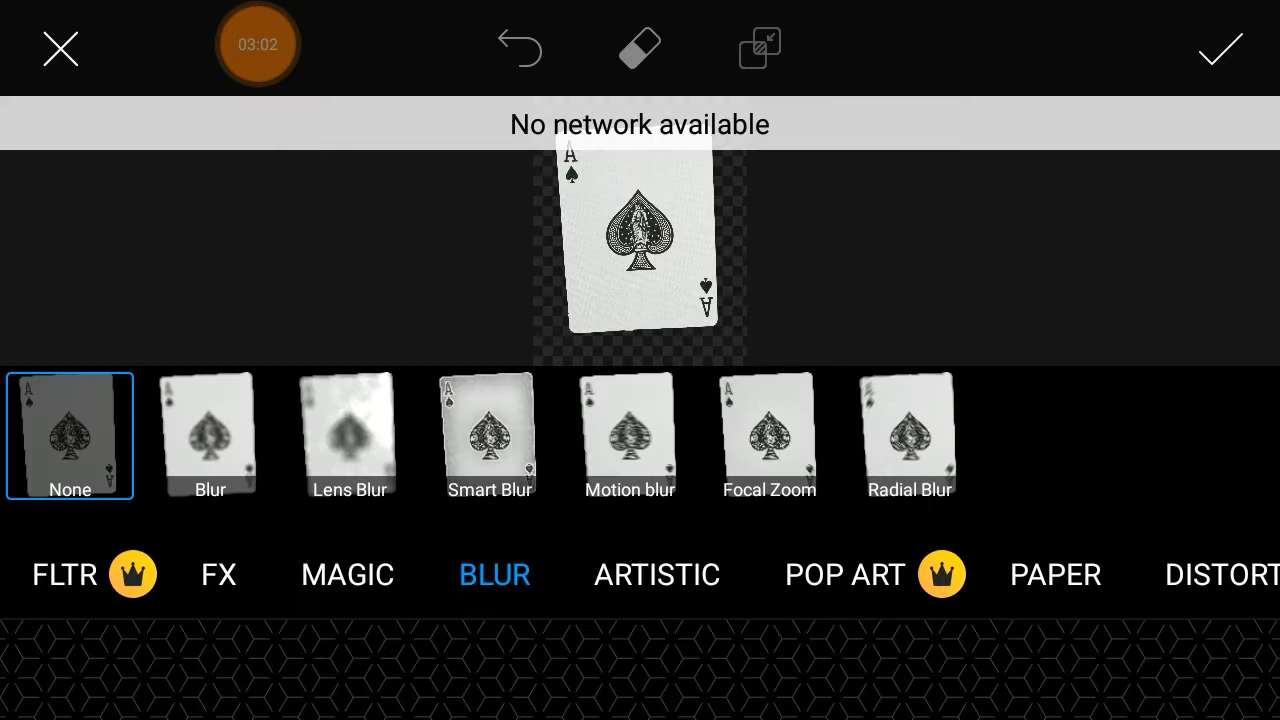 03:02
No network available
A
A
None
Blur
Lens Blur
Smart Blur
Motion blur
Focal Zoom
Radial Blur
FLTR FX MAGIC BLUR ARTISTIC POP ART PAPER DISTORT